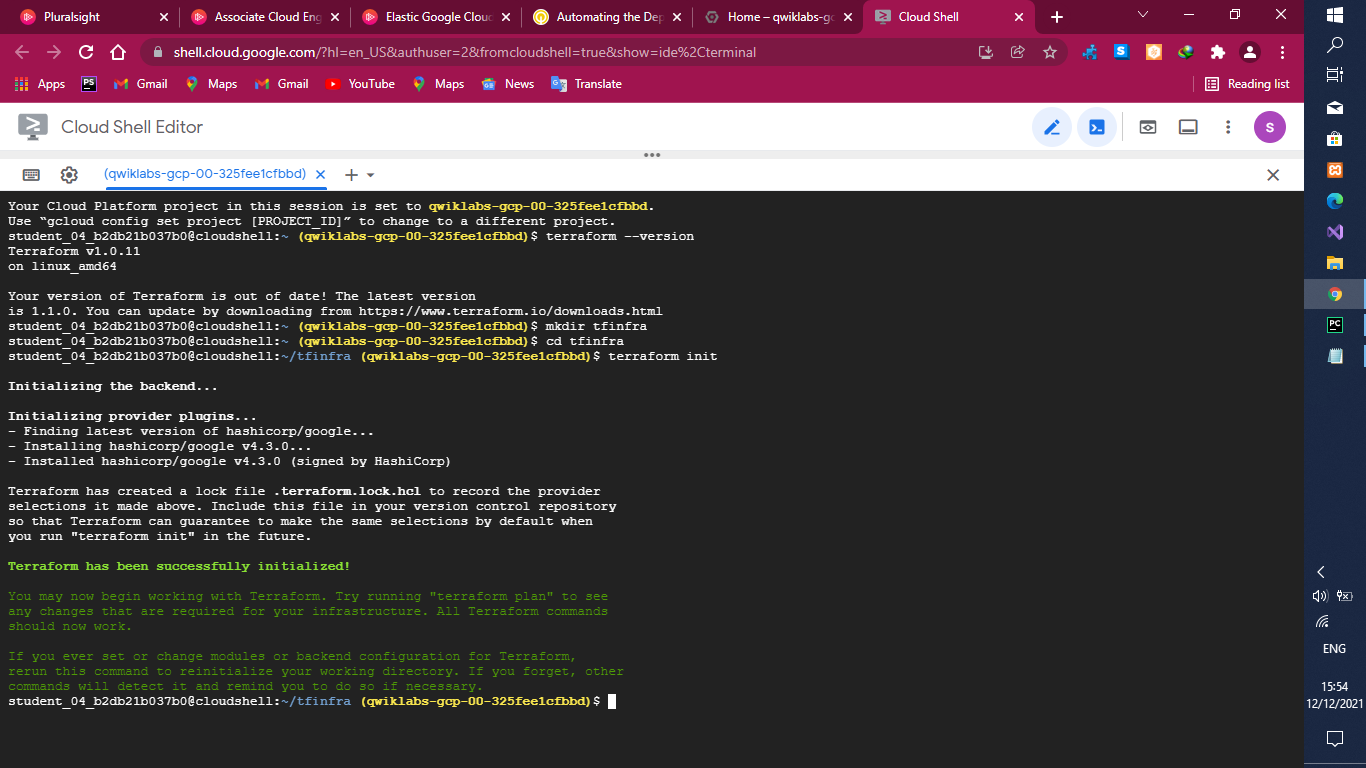 Pluralsight
Associate Cloud Eng
Elastic Google Cloud
Automating the Dep
Home – qwiklabs-gc
Cloud Shell
shell.cloud.google.com/?hl=en_US&authuser=2&fromcloudshell=true&show=ide%2Cterminal
Apps
PS
Gmail
Maps
Gmail
YouTube
Maps
News
Translate
Reading list
Cloud Shell Editor
S
(qwiklabs-gcp-00-325fee1cfbbd)
Your Cloud Platform project in this session is set to qwiklabs-gcp-00-325fee1cfbbd.
Use “gcloud config set project [PROJECT_ID]” to change to a different project.
student_04_b2db21b037b0@cloudshell:~ (qwiklabs-gcp-00-325fee1cfbbd)$ terraform --version
Terraform v1.0.11
on linux_amd64
Your version of Terraform is out of date! The latest version
is 1.1.0. You can update by downloading from https://www.terraform.io/downloads.html
student_04_b2db21b037b0@cloudshell:~ (qwiklabs-gcp-00-325fee1cfbbd)$ mkdir tfinfra
student_04_b2db21b037b0@cloudshell:~ (qwiklabs-gcp-00-325fee1cfbbd)$ cd tfinfra
student_04_b2db21b037b0@cloudshell:~/tfinfra (qwiklabs-gcp-00-325fee1cfbbd)$ terraform init
Initializing the backend...
Initializing provider plugins...
- Finding latest version of hashicorp/google...
- Installing hashicorp/google v4.3.0...
- Installed hashicorp/google v4.3.0 (signed by HashiCorp)
Terraform has created a lock file .terraform.lock.hcl to record the provider
selections it made above. Include this file in your version control repository
so that Terraform can guarantee to make the same selections by default when
you run "terraform init" in the future.
Terraform has been successfully initialized!
You may now begin working with Terraform. Try running "terraform plan" to see
any changes that are required for your infrastructure. All Terraform commands
should now work.
If you ever set or change modules or backend configuration for Terraform,
rerun this command to reinitialize your working directory. If you forget, other
commands will detect it and remind you to do so if necessary.
student_04_b2db21b037b0@cloudshell:~/tfinfra (qwiklabs-gcp-00-325fee1cfbbd)$
PC
ENG
15:54
12/12/2021